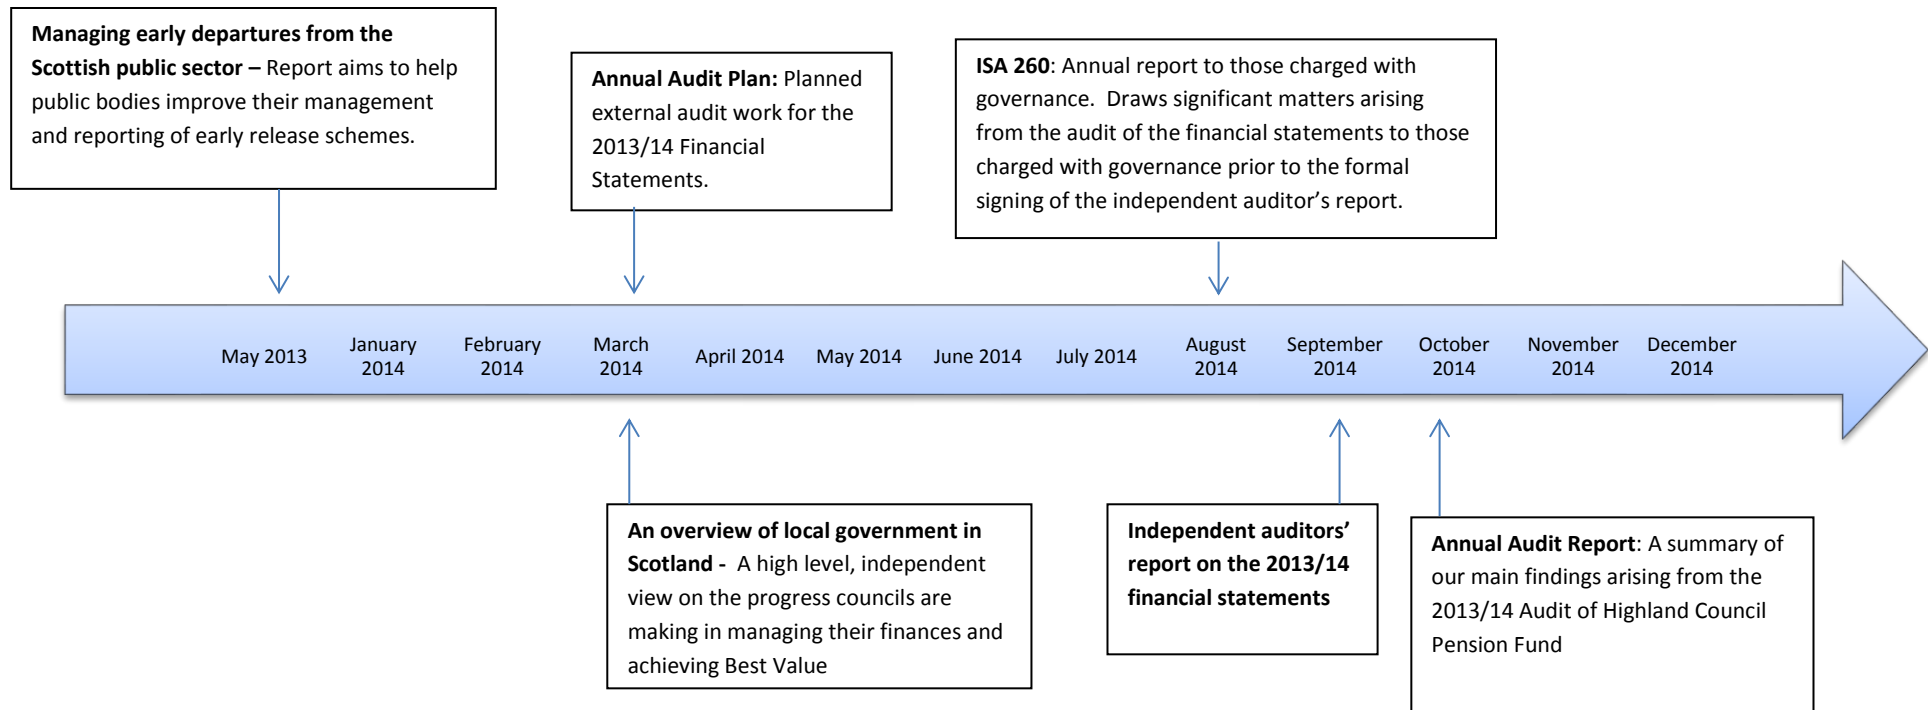 Managing early departures from the
Scottish public sector – Report aims to help
public bodies improve their management
and reporting of early release schemes.
Annual Audit Plan: Planned
external audit work for the
2013/14 Financial
Statements.
ISA 260: Annual report to those charged with
governance.  Draws significant matters arising
from the audit of the financial statements to those
charged with governance prior to the formal
signing of the independent auditor’s report.
May 2013
January
2014
February
2014
March
2014
April 2014
May 2014
June 2014
July 2014
August
2014
September
2014
October
2014
November
2014
December
2014
An overview of local government in
Scotland -  A high level, independent
view on the progress councils are
making in managing their finances and
achieving Best Value
Independent auditors’
report on the 2013/14
financial statements
Annual Audit Report: A summary of
our main findings arising from the
2013/14 Audit of Highland Council
Pension Fund